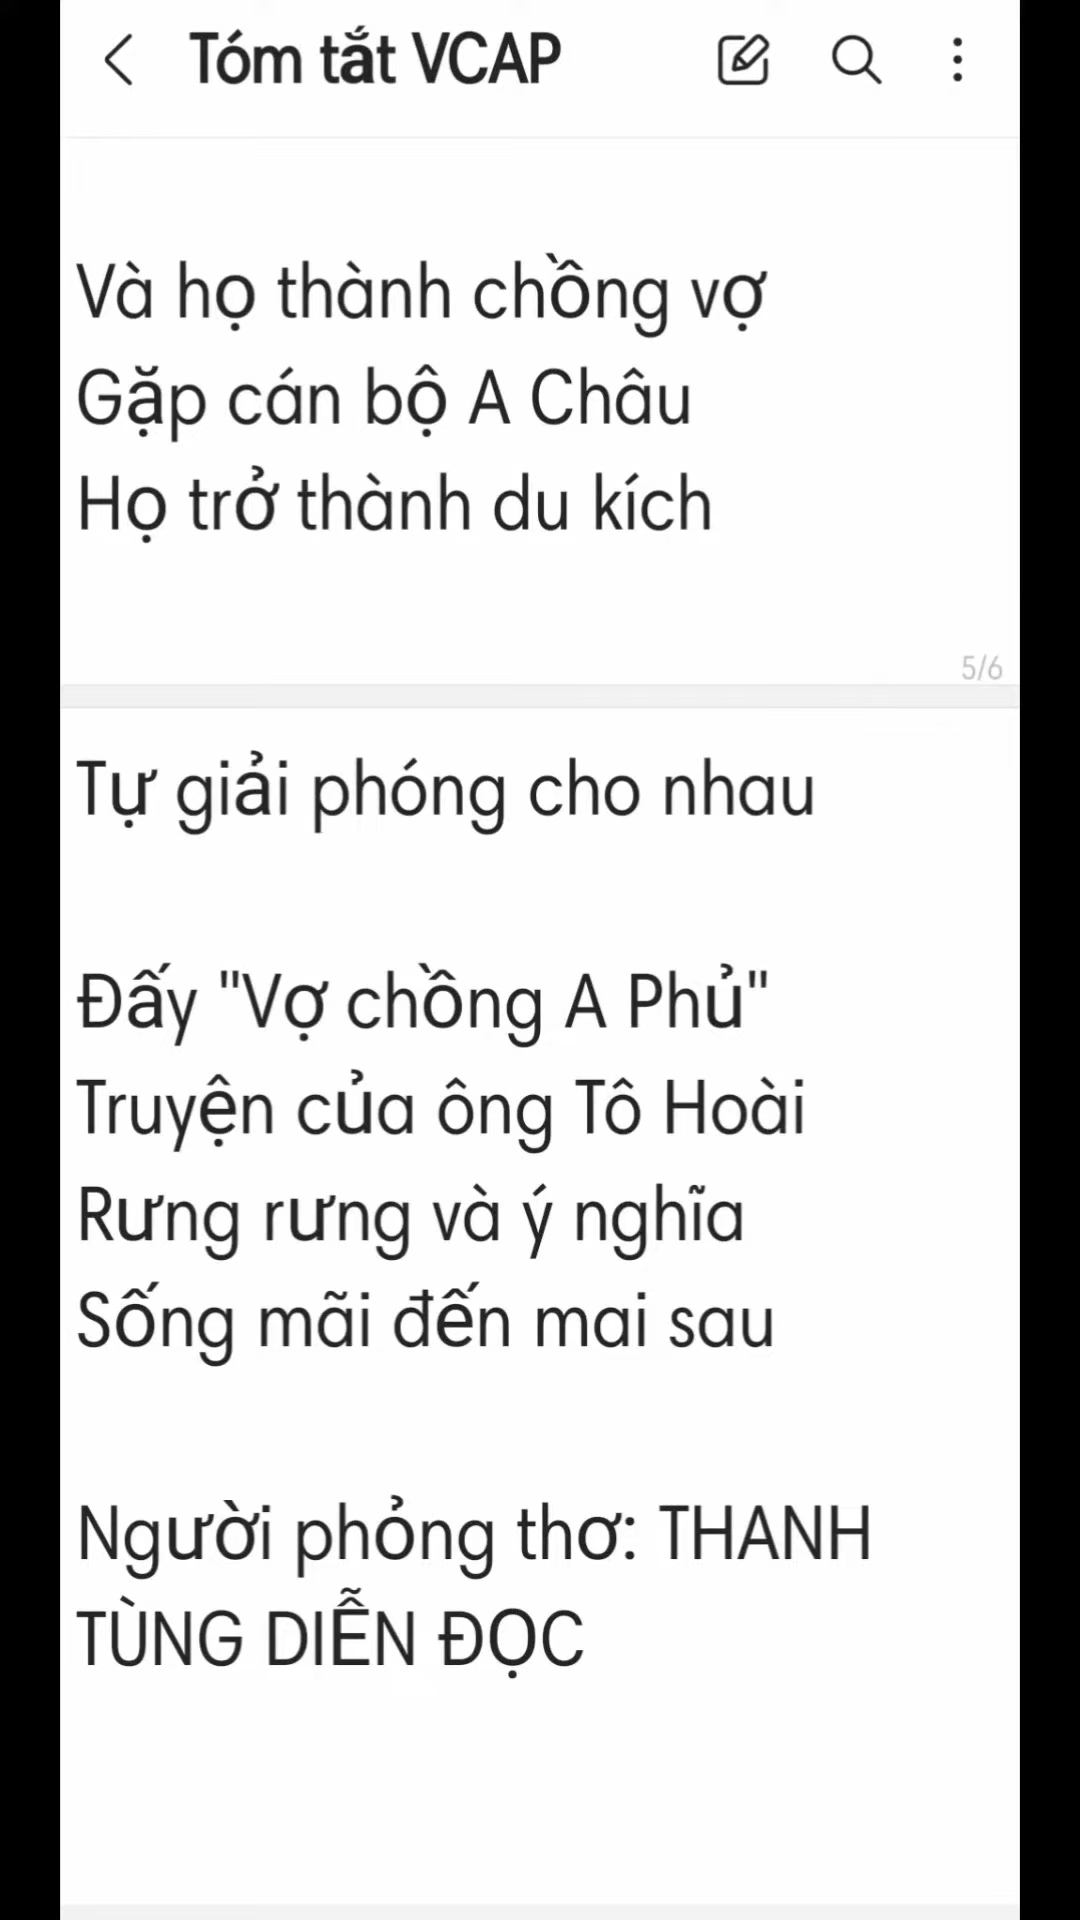 Tóm tắt VCAP
Và họ thành chồng vợ
Gặp cán bộ A Châu
Họ trở thành du kích
5/6
Tự giải phóng cho nhau
Đấy "Vợ chồng A Phủ"
Truyện của ông Tô Hoài
Rưng rưng và ý nghĩa
Sống mãi đến mai sau
Người phỏng thơ: THANH
TÙNG DIỄN ĐỌC